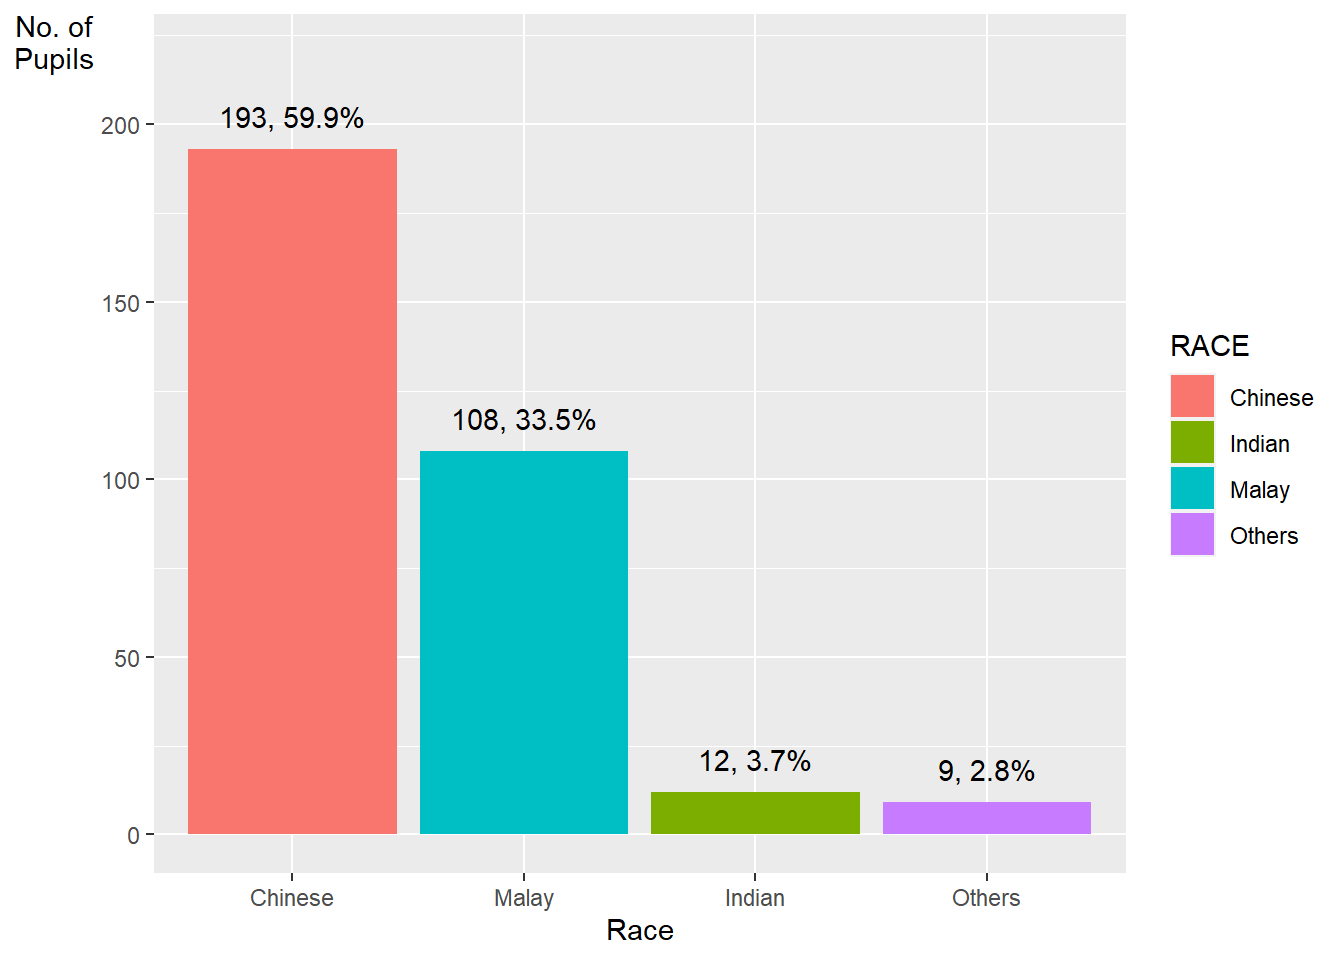 No. of
Pupils
200
150
100
50
0
193, 59.9%
108, 33.5%
12, 3.7%
9, 2.8%
Chinese
Malay
Indian
Others
Race
RACE
Chinese
Indian
Malay
Others